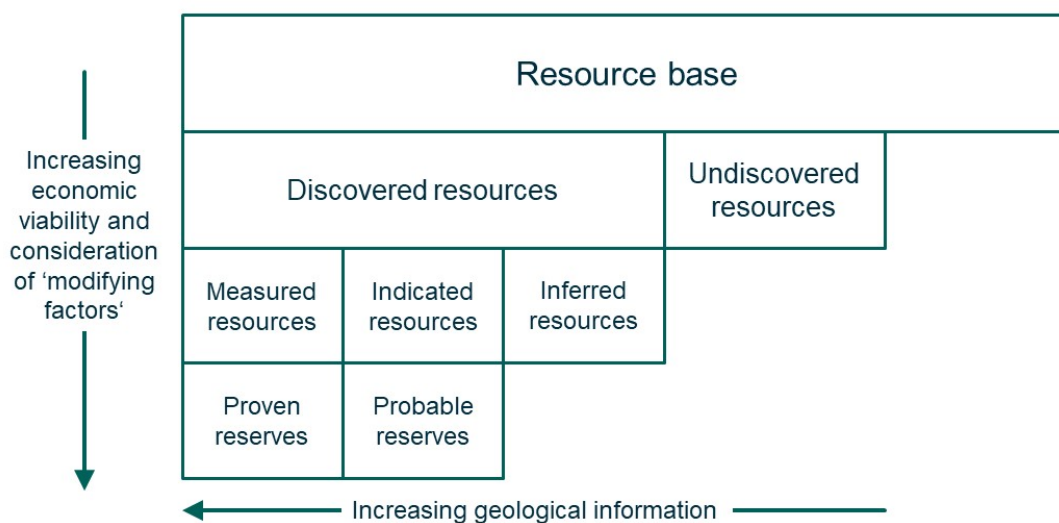 Resource base
Increasing
economic
viability and
consideration
of ‘modifying
factors‘
Discovered resources
Undiscovered
resources
Measured
resources
Indicated
resources
Inferred
resources
Proven
reserves
Probable
reserves
Increasing geological information